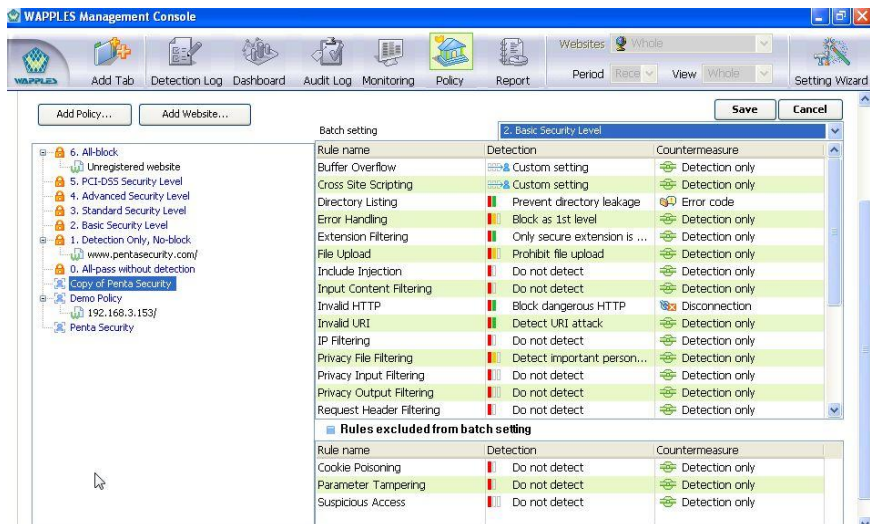 WAPPLES Management Console
WAPPLES
Add Tab
Detection Log
Dashboard
Audit Log
Monitoring
Policy
Report
Websites
Whole
Period
Rece
View
Whole
Setting Wizard
Add Policy...
Add Website...
Save
Cancel
Batch setting
2. Basic Security Level
6. All-block
Unregistered website
5. PCI-DSS Security Level
4. Advanced Security Level
3. Standard Security Level
2. Basic Security Level
1. Detection Only, No-block
www.pentasecurity.com/
0. All-pass without detection
Copy of Penta Security
Demo Policy
192.168.3.153/
Penta Security
Rule name Detection Countermeasure
Buffer Overflow Custom setting Detection only
Cross Site Scripting Custom setting Detection only
Directory Listing Prevent directory leakage Error code
Error Handling Block as 1st level Detection only
Extension Filtering Only secure extension is ... Detection only
File Upload Prohibit file upload Detection only
Include Injection Do not detect Detection only
Input Content Filtering Do not detect Detection only
Invalid HTTP Block dangerous HTTP Disconnection
Invalid URI Detect URI attack Detection only
IP Filtering Do not detect Detection only
Privacy File Filtering Detect important person... Detection only
Privacy Input Filtering Do not detect Detection only
Privacy Output Filtering Do not detect Detection only
Request Header Filtering Do not detect Detection only
Rules excluded from batch setting
Rule name Detection Countermeasure
Cookie Poisoning Do not detect Detection only
Parameter Tampering Do not detect Detection only
Suspicious Access Do not detect Detection only